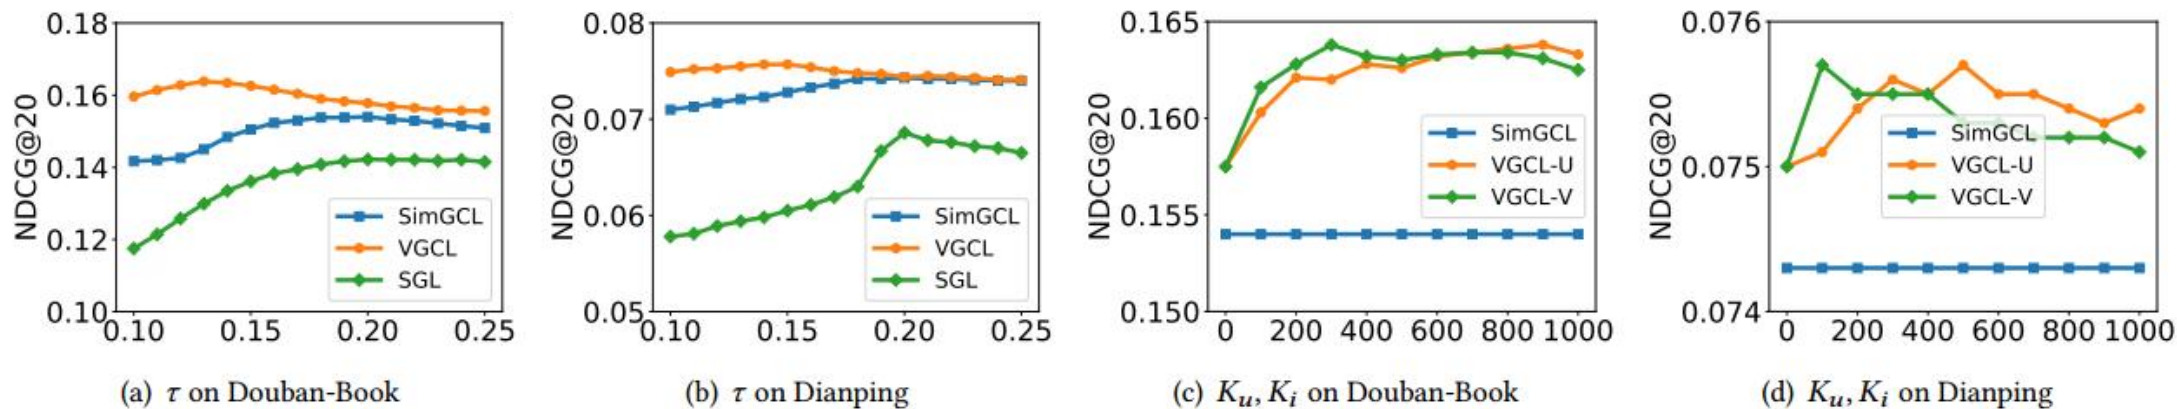 NDCG@20
0.18
0.16
0.14
0.12
0.10
0.10 0.15 0.20 0.25
SimGCL
VGCL
SGL
(a) τ on Douban-Book
NDCG@20
0.08
0.07
0.06
0.05
0.10 0.15 0.20 0.25
SimGCL
VGCL
SGL
(b) τ on Dianping
NDCG@20
0.165
0.160
0.155
0.150
0 200 400 600 800 1000
SimGCL
VGCL-U
VGCL-V
(c) Kᵤ, Kᵢ on Douban-Book
NDCG@20
0.076
0.075
0.074
0 200 400 600 800 1000
SimGCL
VGCL-U
VGCL-V
(d) Kᵤ, Kᵢ on Dianping